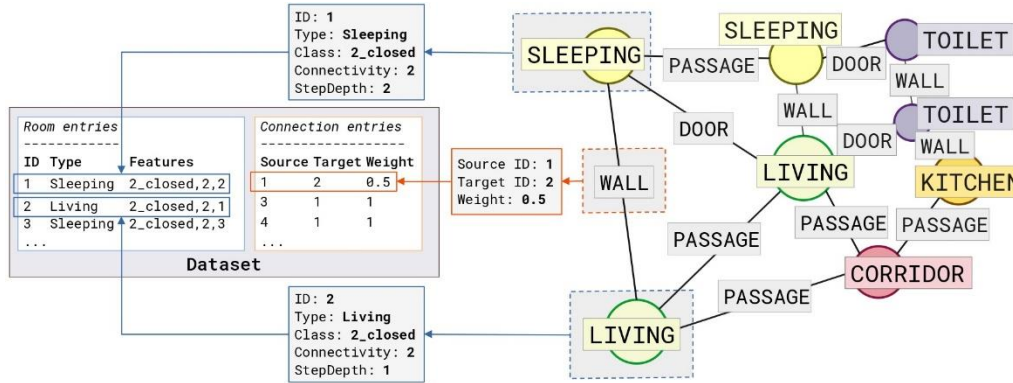 ID: 1
Type: Sleeping
Class: 2_closed
Connectivity: 2
StepDepth: 2
Room entries
ID Type Features
1 Sleeping 2_closed,2,2
2 Living 2_closed,2,1
3 Sleeping 2_closed,2,3
...
Connection entries
Source Target Weight
1 2 0.5
3 1 1
4 1 1
...
Dataset
Source ID: 1
Target ID: 2
Weight: 0.5
ID: 2
Type: Living
Class: 2_closed
Connectivity: 2
StepDepth: 1
SLEEPING
PASSAGE
SLEEPING
DOOR
TOILET
WALL
TOILET
DOOR
WALL
DOOR
WALL
KITCHEN
LIVING
WALL
PASSAGE
PASSAGE
PASSAGE
CORRIDOR
PASSAGE
LIVING